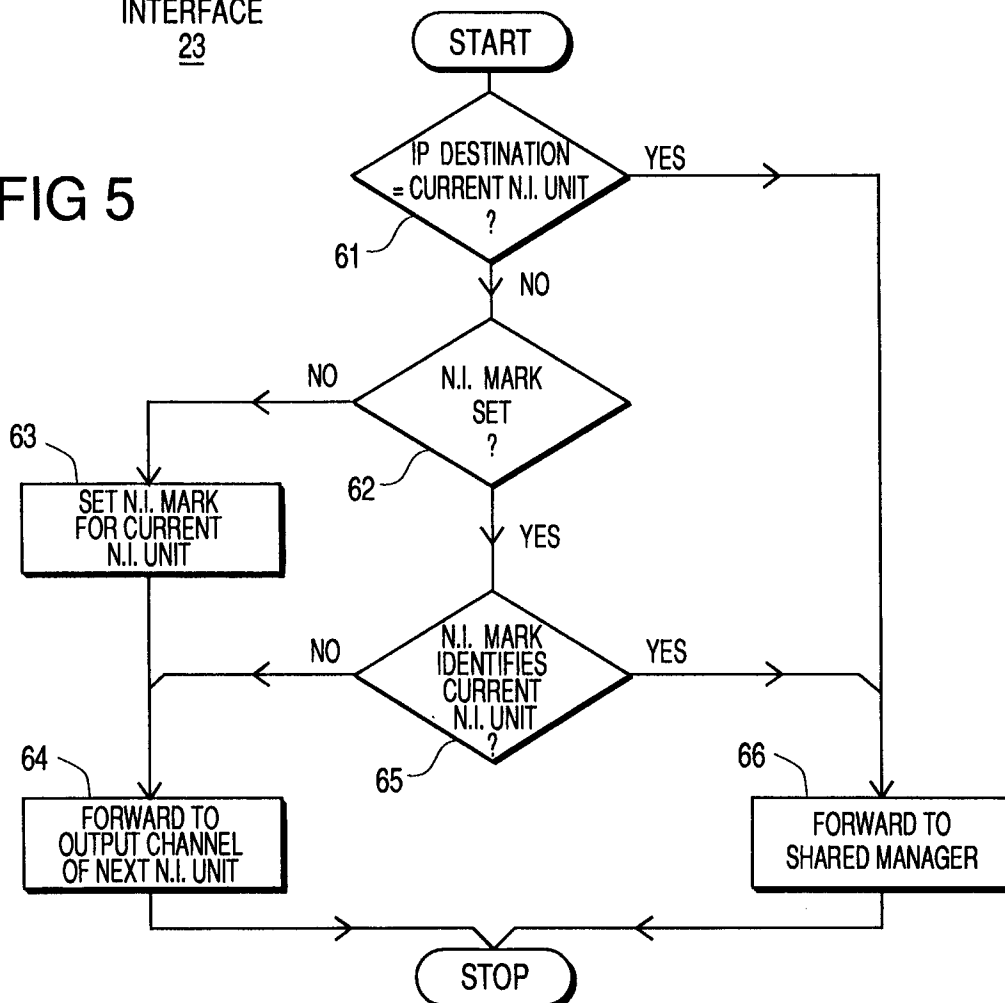 INTERFACE
23
START
FIG 5
IP DESTINATION
= CURRENT N.I. UNIT
?
YES
61
NO
N.I. MARK
SET
?
NO
62
63
SET N.I. MARK
FOR CURRENT
N.I. UNIT
YES
N.I. MARK
IDENTIFIES
CURRENT
N.I. UNIT
?
NO
YES
65
64
FORWARD TO
OUTPUT CHANNEL
OF NEXT N.I. UNIT
66
FORWARD TO
SHARED MANAGER
STOP